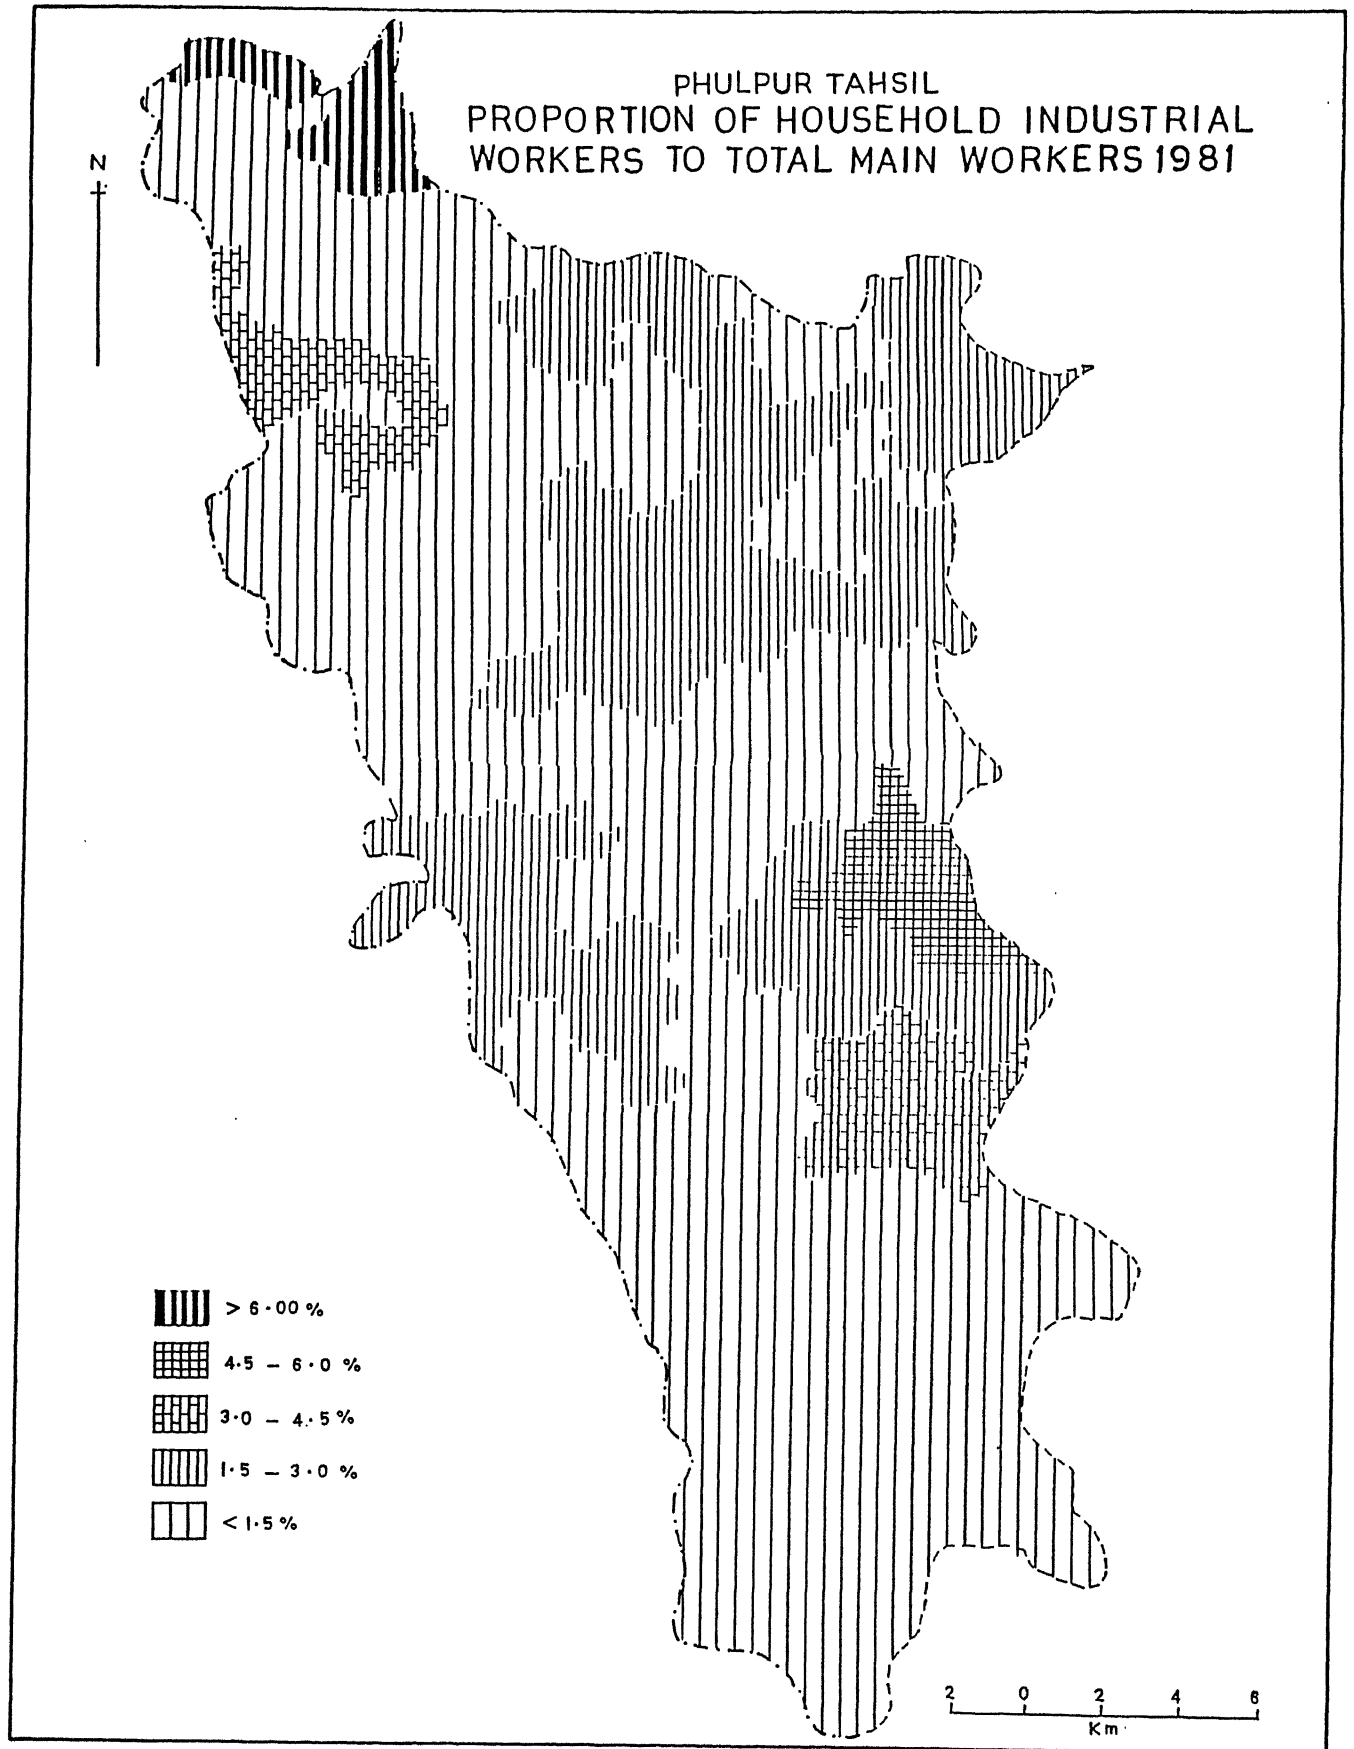 PHULPUR TAHSIL
PROPORTION OF HOUSEHOLD INDUSTRIAL
WORKERS TO TOTAL MAIN WORKERS 1981
N
> 6.00 %
4.5 – 6.0 %
3.0 – 4.5 %
1.5 – 3.0 %
< 1.5 %
2 0 2 4 6
Km.